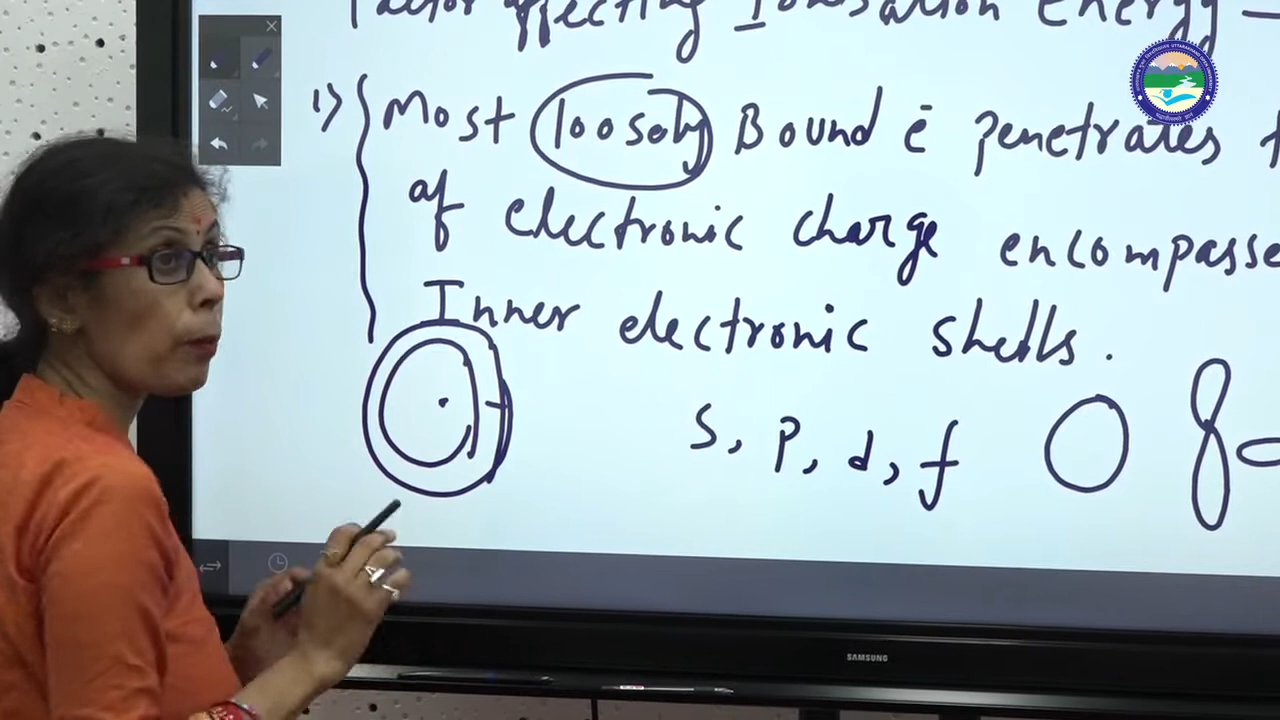 Factor affecting Ionisation Energy –
1) Most loosely Bound ē penetrates
of electronic charge encompasse
Inner electronic shells.
s, p, d, f
SAMSUNG